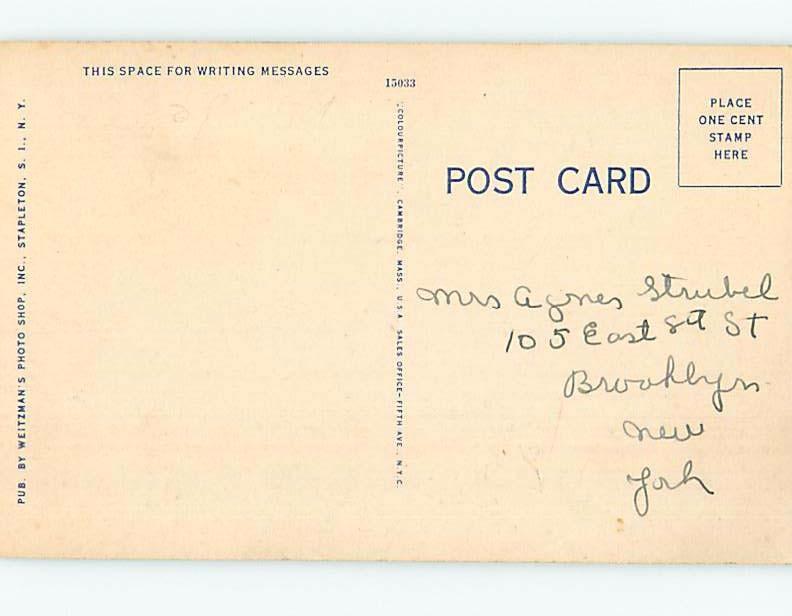 THIS SPACE FOR WRITING MESSAGES
15033
PUB. BY WEITZMAN'S PHOTO SHOP, INC., STAPLETON, S. I., N. Y.
"COLOURPICTURE", CAMBRIDGE, MASS., U.S.A. SALES OFFICE-FIFTH AVE., N.Y.C.
POST CARD
PLACE
ONE CENT
STAMP
HERE
Mrs Agnes Strubel
105 East St
Brooklyn
New
York